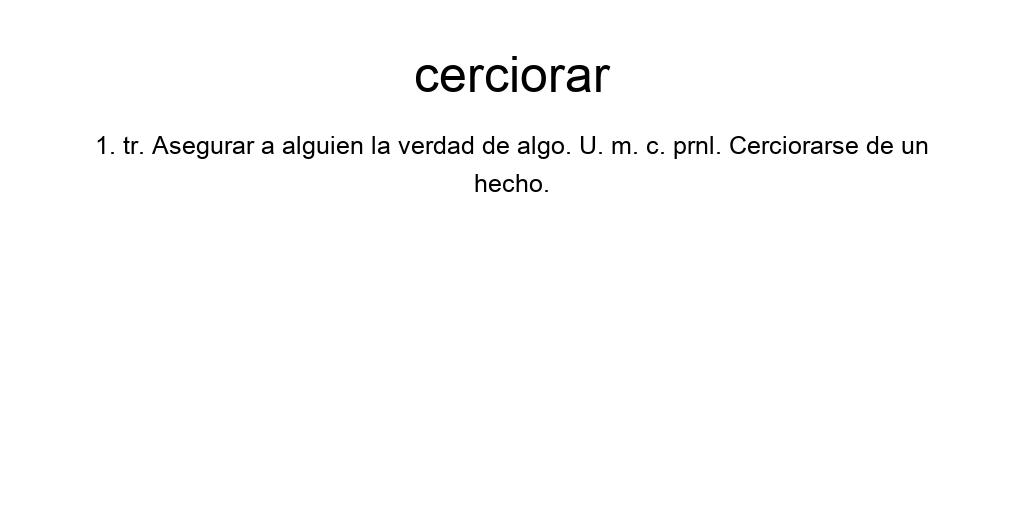 cerciorar
1. tr. Asegurar a alguien la verdad de algo. U. m. c. prnl. Cerciorarse de un
hecho.